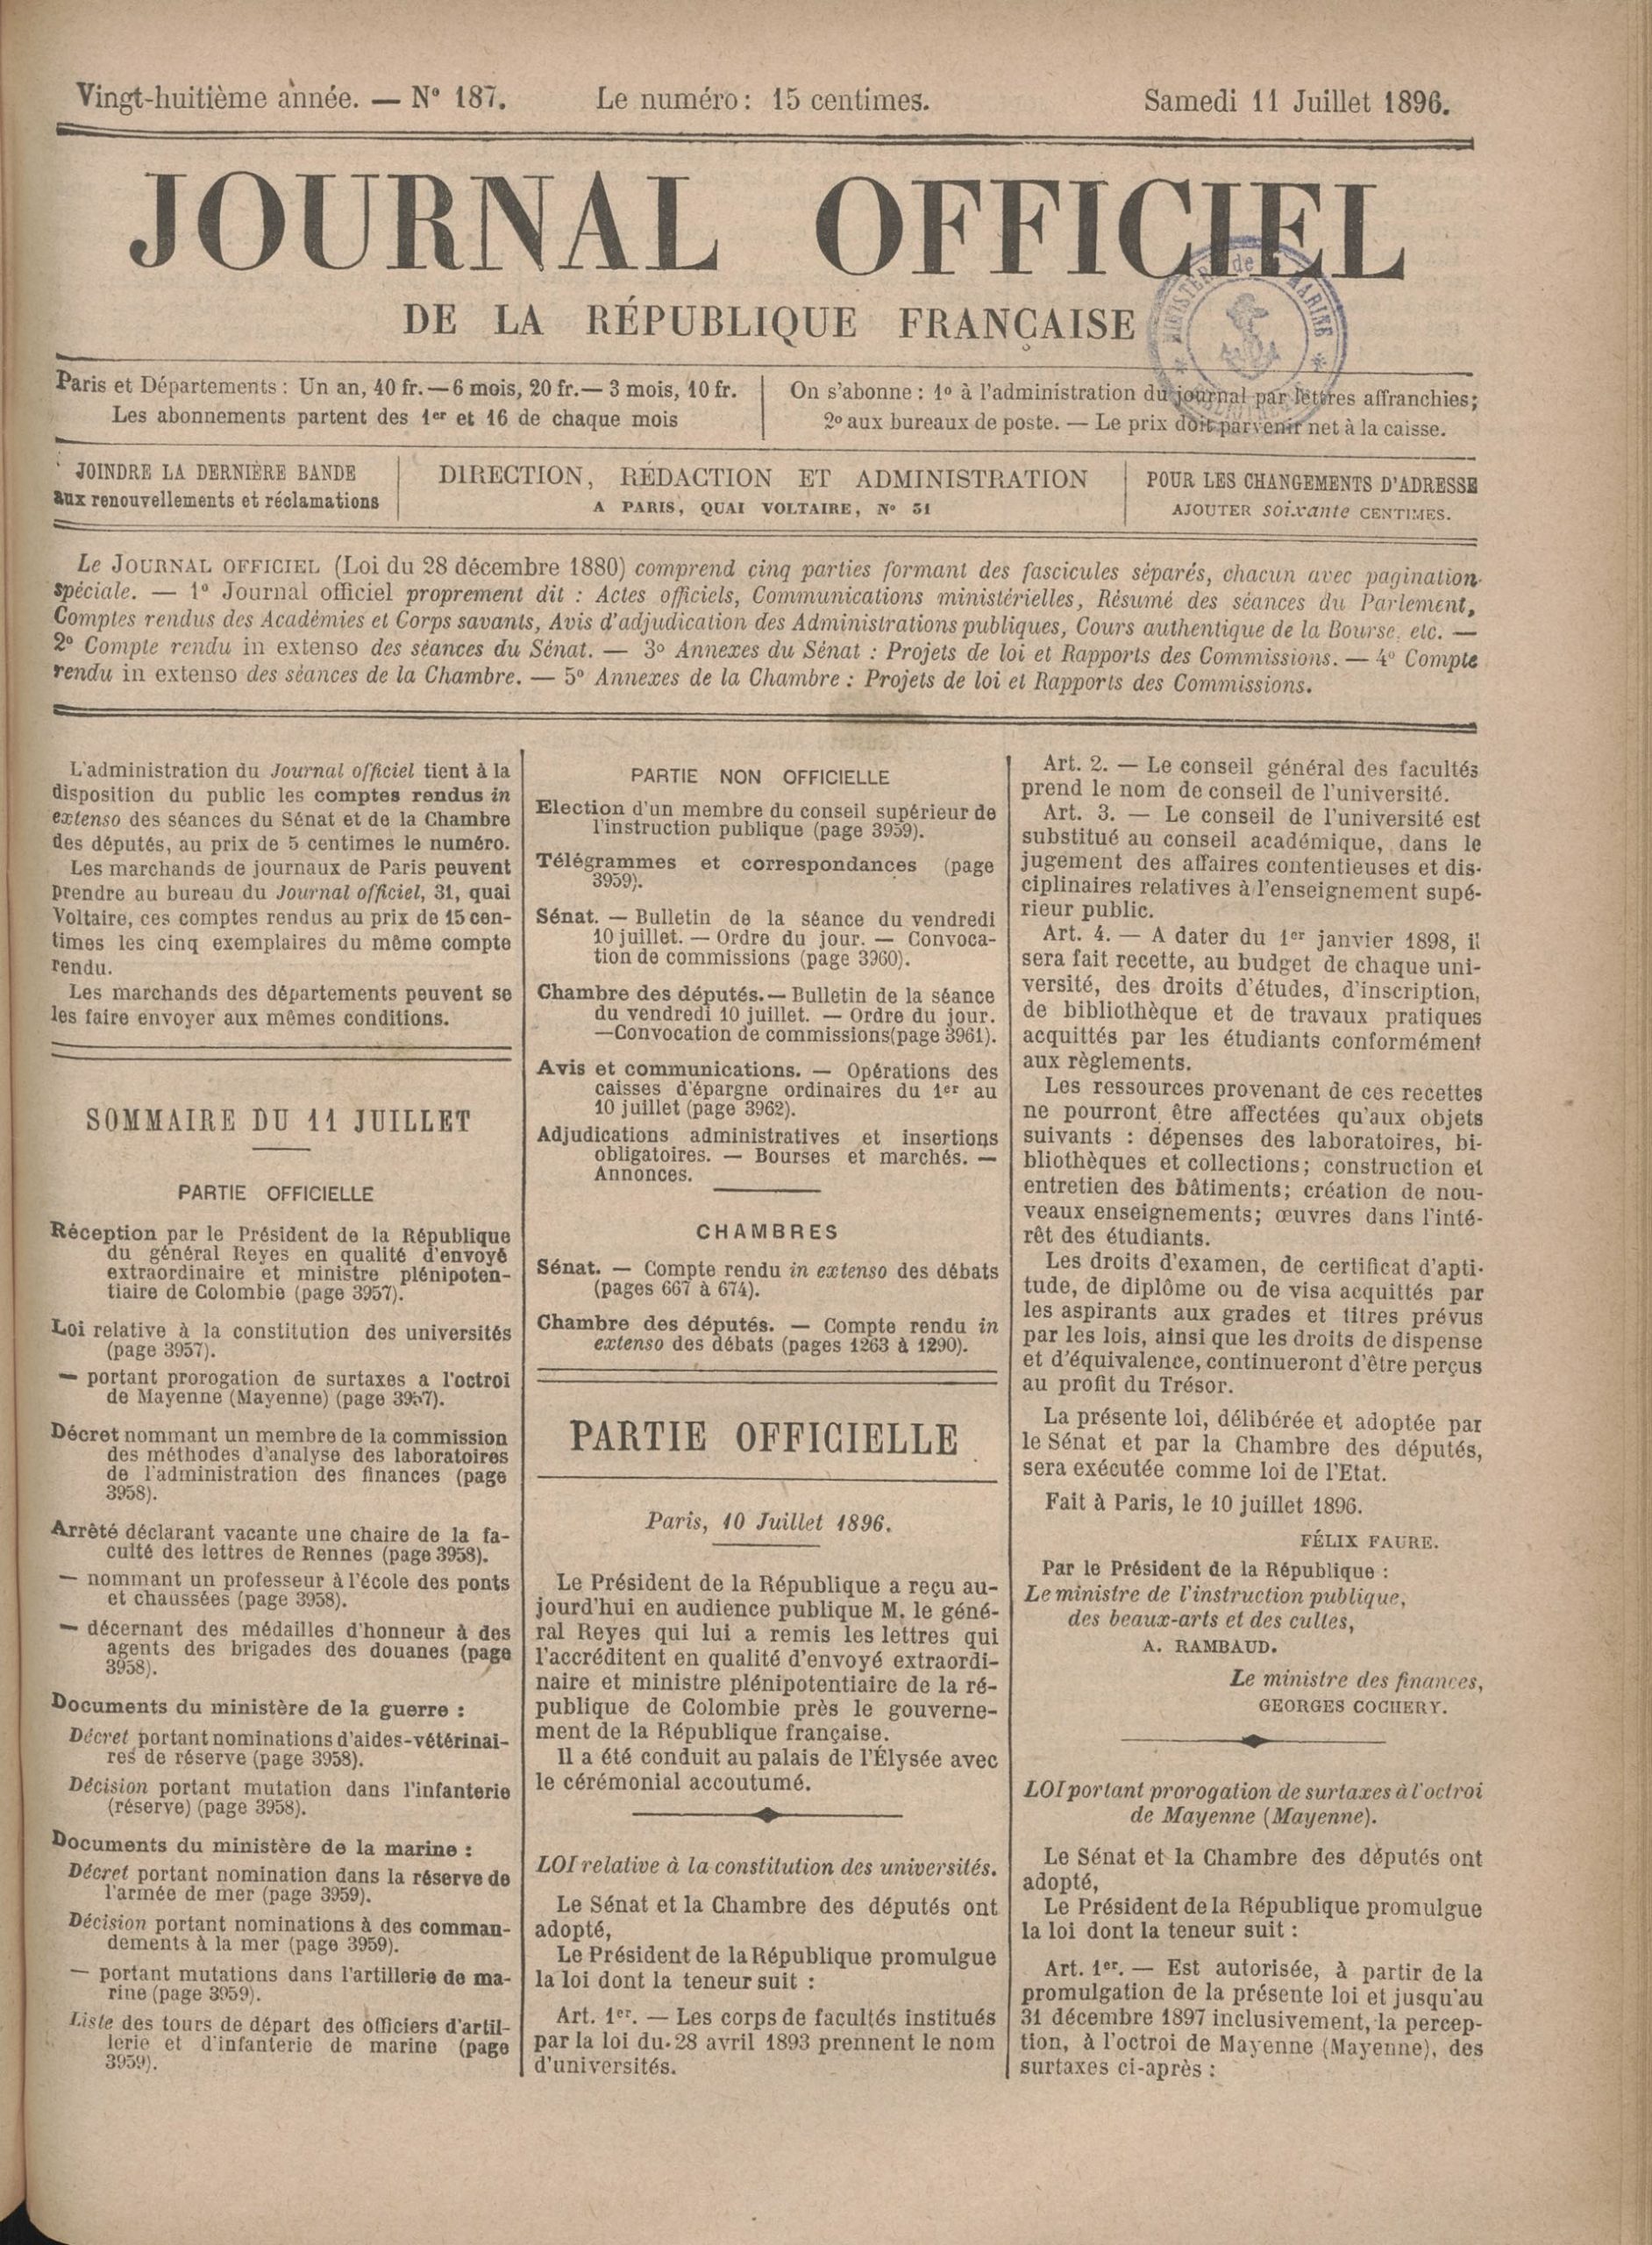 Vingt-huitième année. — N° 187.
Le numéro: 15 centimes.
Samedi 11 Juillet 1896.
JOURNAL OFFICIEL
DE LA RÉPUBLIQUE FRANÇAISE
MINISTÈRE de LA MARINE
Paris et Départements : Un an, 40 fr. — 6 mois, 20 fr. — 3 mois, 10 fr.
Les abonnements partent des 1er et 16 de chaque mois
On s'abonne : 1° à l'administration du journal par lettres affranchies;
2° aux bureaux de poste. — Le prix doit parvenir net à la caisse.
JOINDRE LA DERNIÈRE BANDE
aux renouvellements et réclamations
DIRECTION, RÉDACTION ET ADMINISTRATION
A PARIS, QUAI VOLTAIRE, N° 31
POUR LES CHANGEMENTS D'ADRESSE
AJOUTER soixante CENTIMES.
Le JOURNAL OFFICIEL (Loi du 28 décembre 1880) comprend cinq parties formant des fascicules séparés, chacun avec pagination
spéciale. — 1° Journal officiel proprement dit : Actes officiels, Communications ministérielles, Résumé des séances du Parlement,
Comptes rendus des Académies et Corps savants, Avis d'adjudication des Administrations publiques, Cours authentique de la Bourse, etc. —
2° Compte rendu in extenso des séances du Sénat. — 3° Annexes du Sénat : Projets de loi et Rapports des Commissions. — 4° Compte
rendu in extenso des séances de la Chambre. — 5° Annexes de la Chambre : Projets de loi et Rapports des Commissions.
L'administration du Journal officiel tient à la
disposition du public les comptes rendus in
extenso des séances du Sénat et de la Chambre
des députés, au prix de 5 centimes le numéro.
Les marchands de journaux de Paris peuvent
prendre au bureau du Journal officiel, 31, quai
Voltaire, ces comptes rendus au prix de 15 cen-
times les cinq exemplaires du même compte
rendu.
Les marchands des départements peuvent se
les faire envoyer aux mêmes conditions.
SOMMAIRE DU 11 JUILLET
PARTIE OFFICIELLE
Réception par le Président de la République
du général Reyes en qualité d'envoyé
extraordinaire et ministre plénipoten-
tiaire de Colombie (page 3957).
Loi relative à la constitution des universités
(page 3957).
— portant prorogation de surtaxes a l'octroi
de Mayenne (Mayenne) (page 3957).
Décret nommant un membre de la commission
des méthodes d'analyse des laboratoires
de l'administration des finances (page
3958).
Arrêté déclarant vacante une chaire de la fa-
culté des lettres de Rennes (page 3958).
— nommant un professeur à l'école des ponts
et chaussées (page 3958).
— décernant des médailles d'honneur à des
agents des brigades des douanes (page
3958).
Documents du ministère de la guerre :
Décret portant nominations d'aides-vétérinai-
res de réserve (page 3958).
Décision portant mutation dans l'infanterie
(réserve) (page 3958).
Documents du ministère de la marine :
Décret portant nomination dans la réserve de
l'armée de mer (page 3959).
Décision portant nominations à des comman-
dements à la mer (page 3959).
— portant mutations dans l'artillerie de ma-
rine (page 3959).
Liste des tours de départ des officiers d'artil-
lerie et d'infanterie de marine (page
3959).
PARTIE NON OFFICIELLE
Election d'un membre du conseil supérieur de
l'instruction publique (page 3959).
Télégrammes et correspondances (page
3959).
Sénat. — Bulletin de la séance du vendredi
10 juillet. — Ordre du jour. — Convoca-
tion de commissions (page 3960).
Chambre des députés. — Bulletin de la séance
du vendredi 10 juillet. — Ordre du jour.
— Convocation de commissions (page 3961).
Avis et communications. — Opérations des
caisses d'épargne ordinaires du 1er au
10 juillet (page 3962).
Adjudications administratives et insertions
obligatoires. — Bourses et marchés. —
Annonces.
CHAMBRES
Sénat. — Compte rendu in extenso des débats
(pages 667 à 674).
Chambre des députés. — Compte rendu in
extenso des débats (pages 1263 à 1290).
PARTIE OFFICIELLE
Paris, 10 Juillet 1896.
Le Président de la République a reçu au-
jourd'hui en audience publique M. le géné-
ral Reyes qui lui a remis les lettres qui
l'accréditent en qualité d'envoyé extraordi-
naire et ministre plénipotentiaire de la ré-
publique de Colombie près le gouverne-
ment de la République française.
Il a été conduit au palais de l'Élysée avec
le cérémonial accoutumé.
LOI relative à la constitution des universités.
Le Sénat et la Chambre des députés ont
adopté,
Le Président de la République promulgue
la loi dont la teneur suit :
Art. 1er. — Les corps de facultés institués
par la loi du 28 avril 1893 prennent le nom
d'universités.
Art. 2. — Le conseil général des facultés
prend le nom de conseil de l'université.
Art. 3. — Le conseil de l'université est
substitué au conseil académique, dans le
jugement des affaires contentieuses et dis-
ciplinaires relatives à l'enseignement supé-
rieur public.
Art. 4. — A dater du 1er janvier 1898, il
sera fait recette, au budget de chaque uni-
versité, des droits d'études, d'inscription,
de bibliothèque et de travaux pratiques
acquittés par les étudiants conformément
aux règlements.
Les ressources provenant de ces recettes
ne pourront être affectées qu'aux objets
suivants : dépenses des laboratoires, bi-
bliothèques et collections; construction et
entretien des bâtiments; création de nou-
veaux enseignements; œuvres dans l'inté-
rêt des étudiants.
Les droits d'examen, de certificat d'apti-
tude, de diplôme ou de visa acquittés par
les aspirants aux grades et titres prévus
par les lois, ainsi que les droits de dispense
et d'équivalence, continueront d'être perçus
au profit du Trésor.
La présente loi, délibérée et adoptée par
le Sénat et par la Chambre des députés,
sera exécutée comme loi de l'Etat.
Fait à Paris, le 10 juillet 1896.
FÉLIX FAURE.
Par le Président de la République :
Le ministre de l'instruction publique,
des beaux-arts et des cultes,
A. RAMBAUD.
Le ministre des finances,
GEORGES COCHERY.
LOI portant prorogation de surtaxes à l'octroi
de Mayenne (Mayenne).
Le Sénat et la Chambre des députés ont
adopté,
Le Président de la République promulgue
la loi dont la teneur suit :
Art. 1er. — Est autorisée, à partir de la
promulgation de la présente loi et jusqu'au
31 décembre 1897 inclusivement, la percep-
tion, à l'octroi de Mayenne (Mayenne), des
surtaxes ci-après :